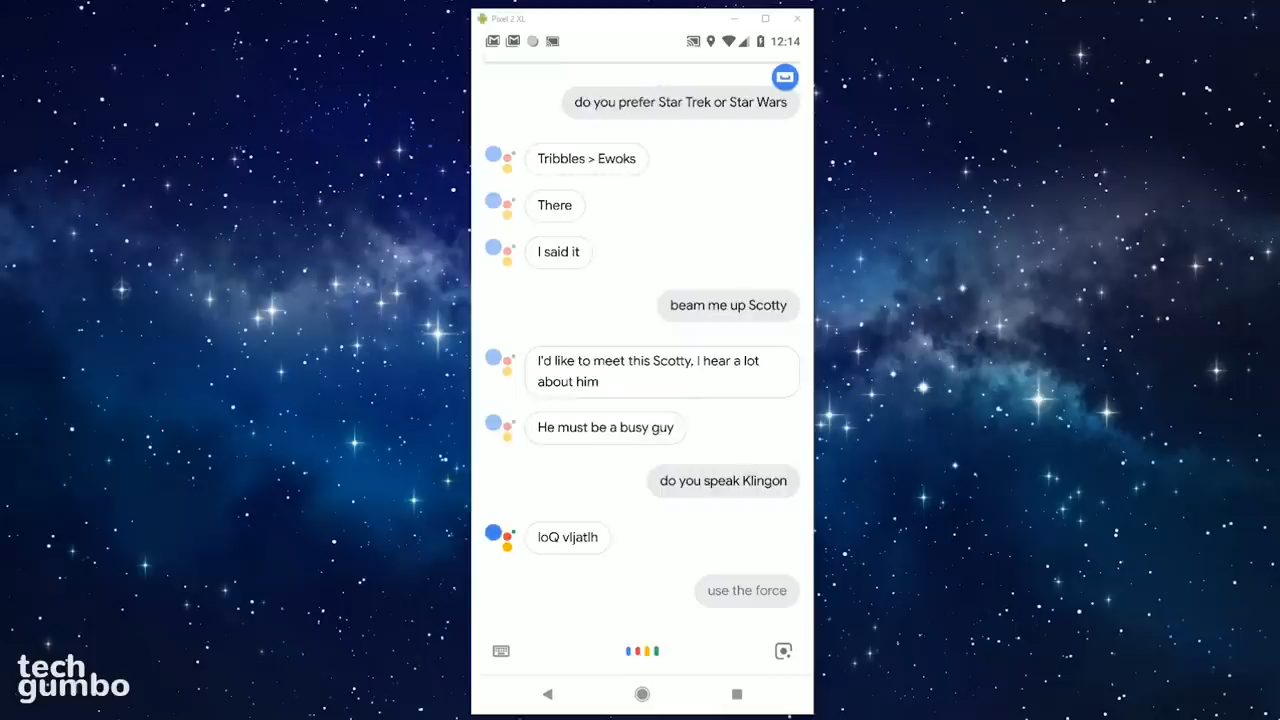 Pixel 2 XL
12:14
do you prefer Star Trek or Star Wars
Tribbles > Ewoks
There
I said it
beam me up Scotty
I'd like to meet this Scotty, I hear a lot
about him
He must be a busy guy
do you speak Klingon
loQ vIjatlh
use the force
tech
gumbo